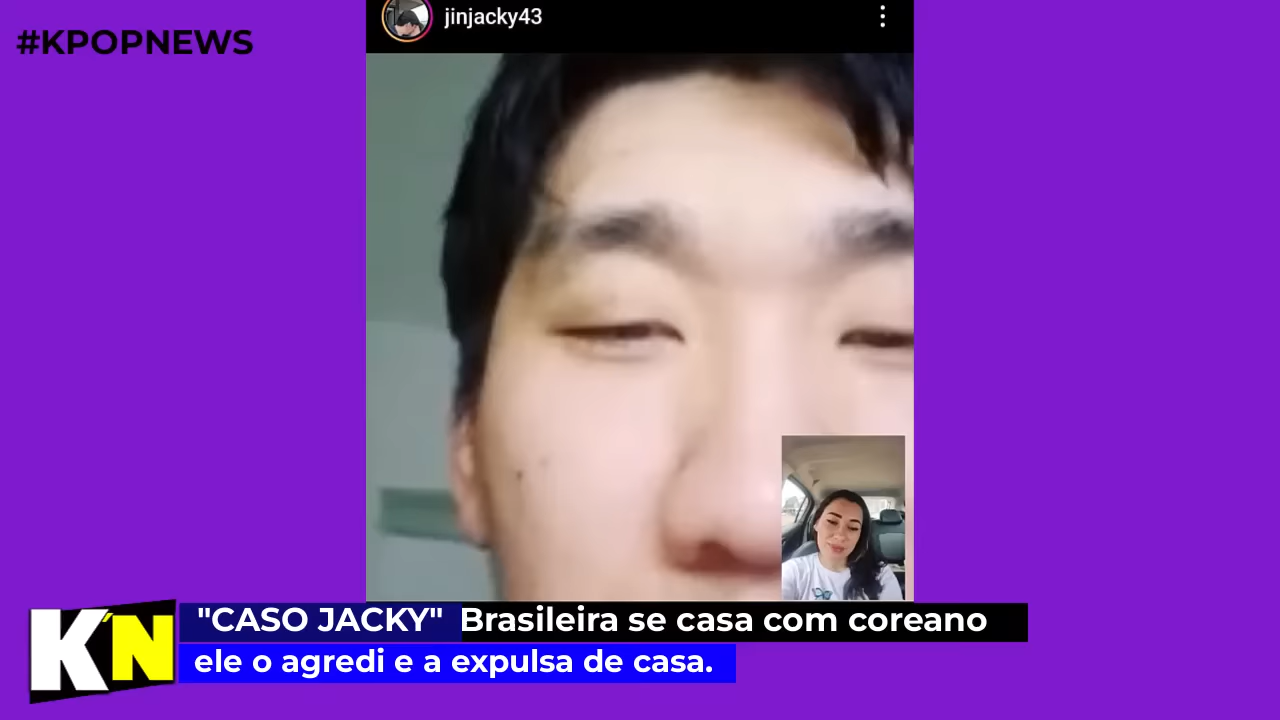 jinjacky43
#KPOPNEWS
"CASO JACKY" Brasileira se casa com coreano
ele o agredi e a expulsa de casa.
K'N